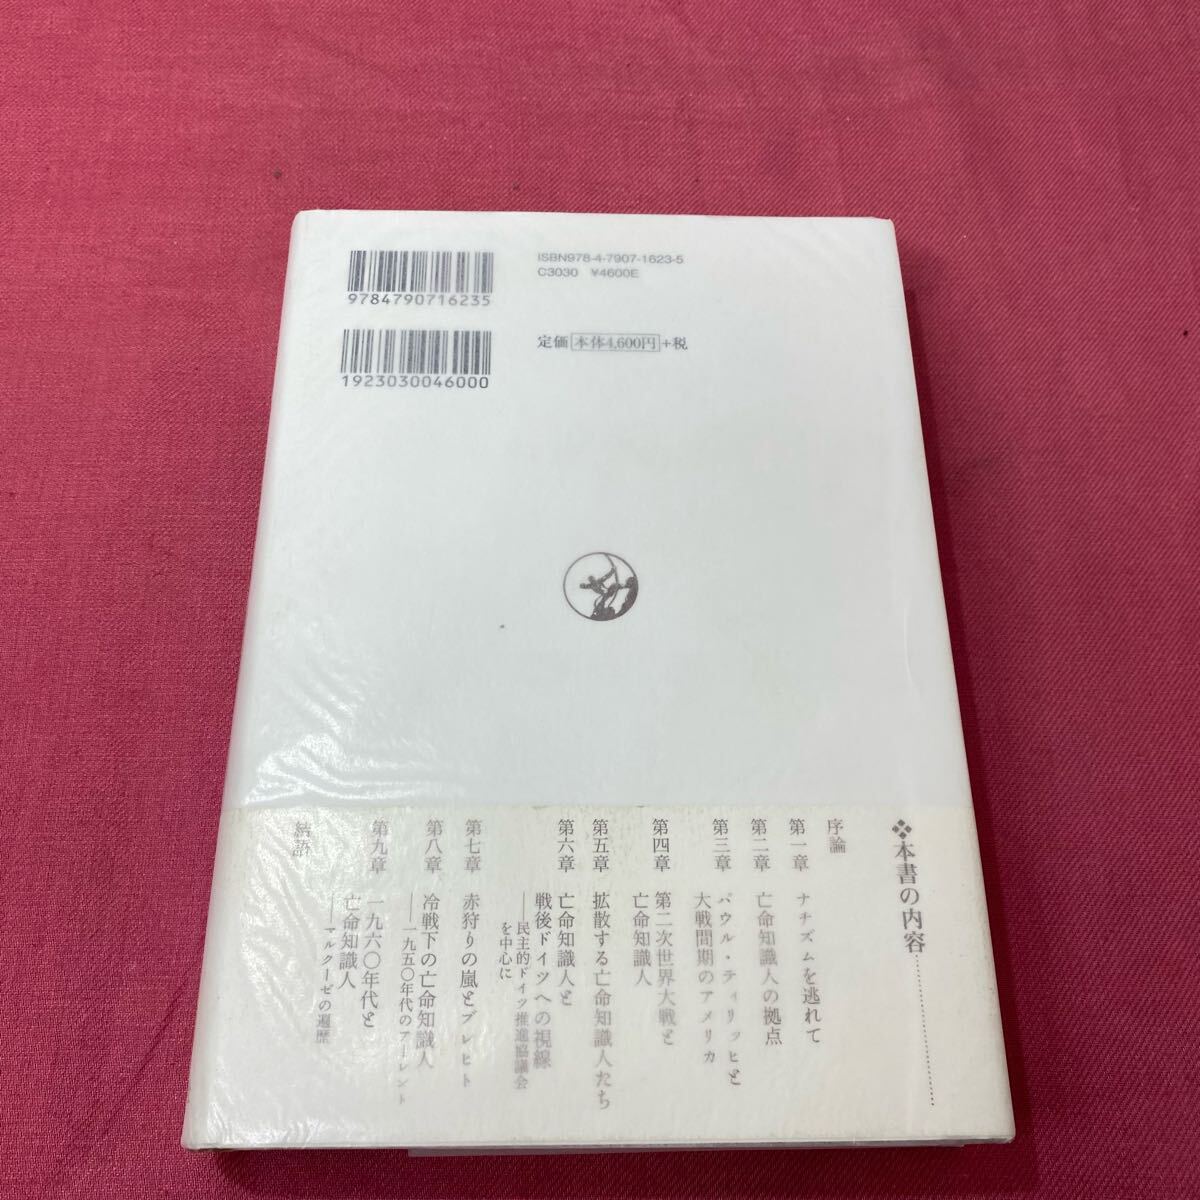 ISBN978-4-7907-1623-5
C3030 ¥4600E
9784790716235
定価 本体4,600円 +税
1923030046000
❖本書の内容
序論
第一章 ナチズムを逃れて
第二章 亡命知識人の拠点
第三章 パウル・ティリッヒと
大戦間期のアメリカ
第四章 第二次世界大戦と
亡命知識人
第五章 拡散する亡命知識人たち
第六章 亡命知識人と
戦後ドイツへの視線
――民主的ドイツ推進協議会
を中心に
第七章 赤狩りの嵐とブレヒト
第八章 冷戦下の亡命知識人
――一九五〇年代のアーレント
第九章 一九六〇年代と
亡命知識人
――マルクーゼの遍歴
結語